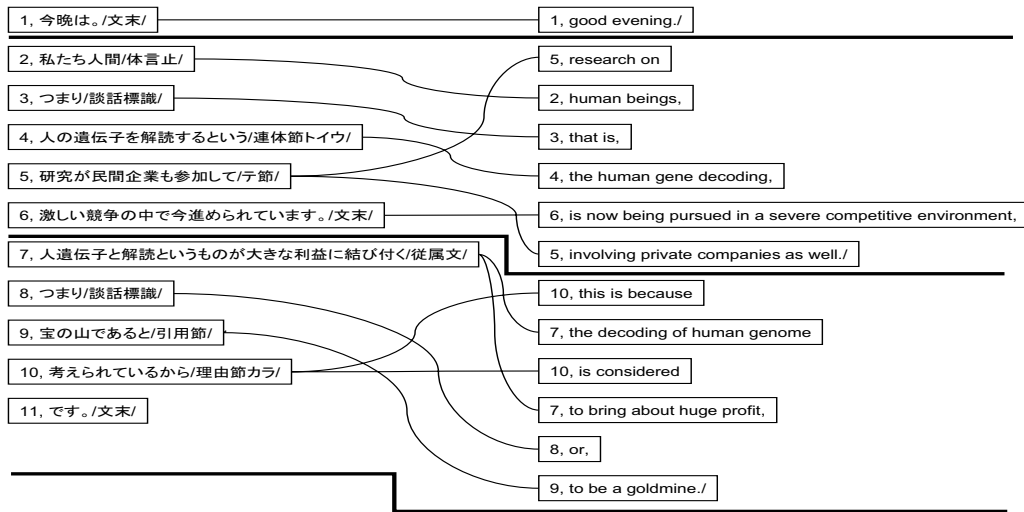 1, 今晩は。/文末/
1, good evening./
2, 私たち人間/体言止/
3, つまり/談話標識/
4, 人の遺伝子を解読するという/連体節トイウ/
5, 研究が民間企業も参加して/テ節/
6, 激しい競争の中で今進められています。/文末/
5, research on
2, human beings,
3, that is,
4, the human gene decoding,
6, is now being pursued in a severe competitive environment,
5, involving private companies as well./
7, 人遺伝子と解読というものが大きな利益に結び付く/従属文/
8, つまり/談話標識/
9, 宝の山であると/引用節/
10, 考えられているから/理由節カラ/
11, です。/文末/
10, this is because
7, the decoding of human genome
10, is considered
7, to bring about huge profit,
8, or,
9, to be a goldmine./